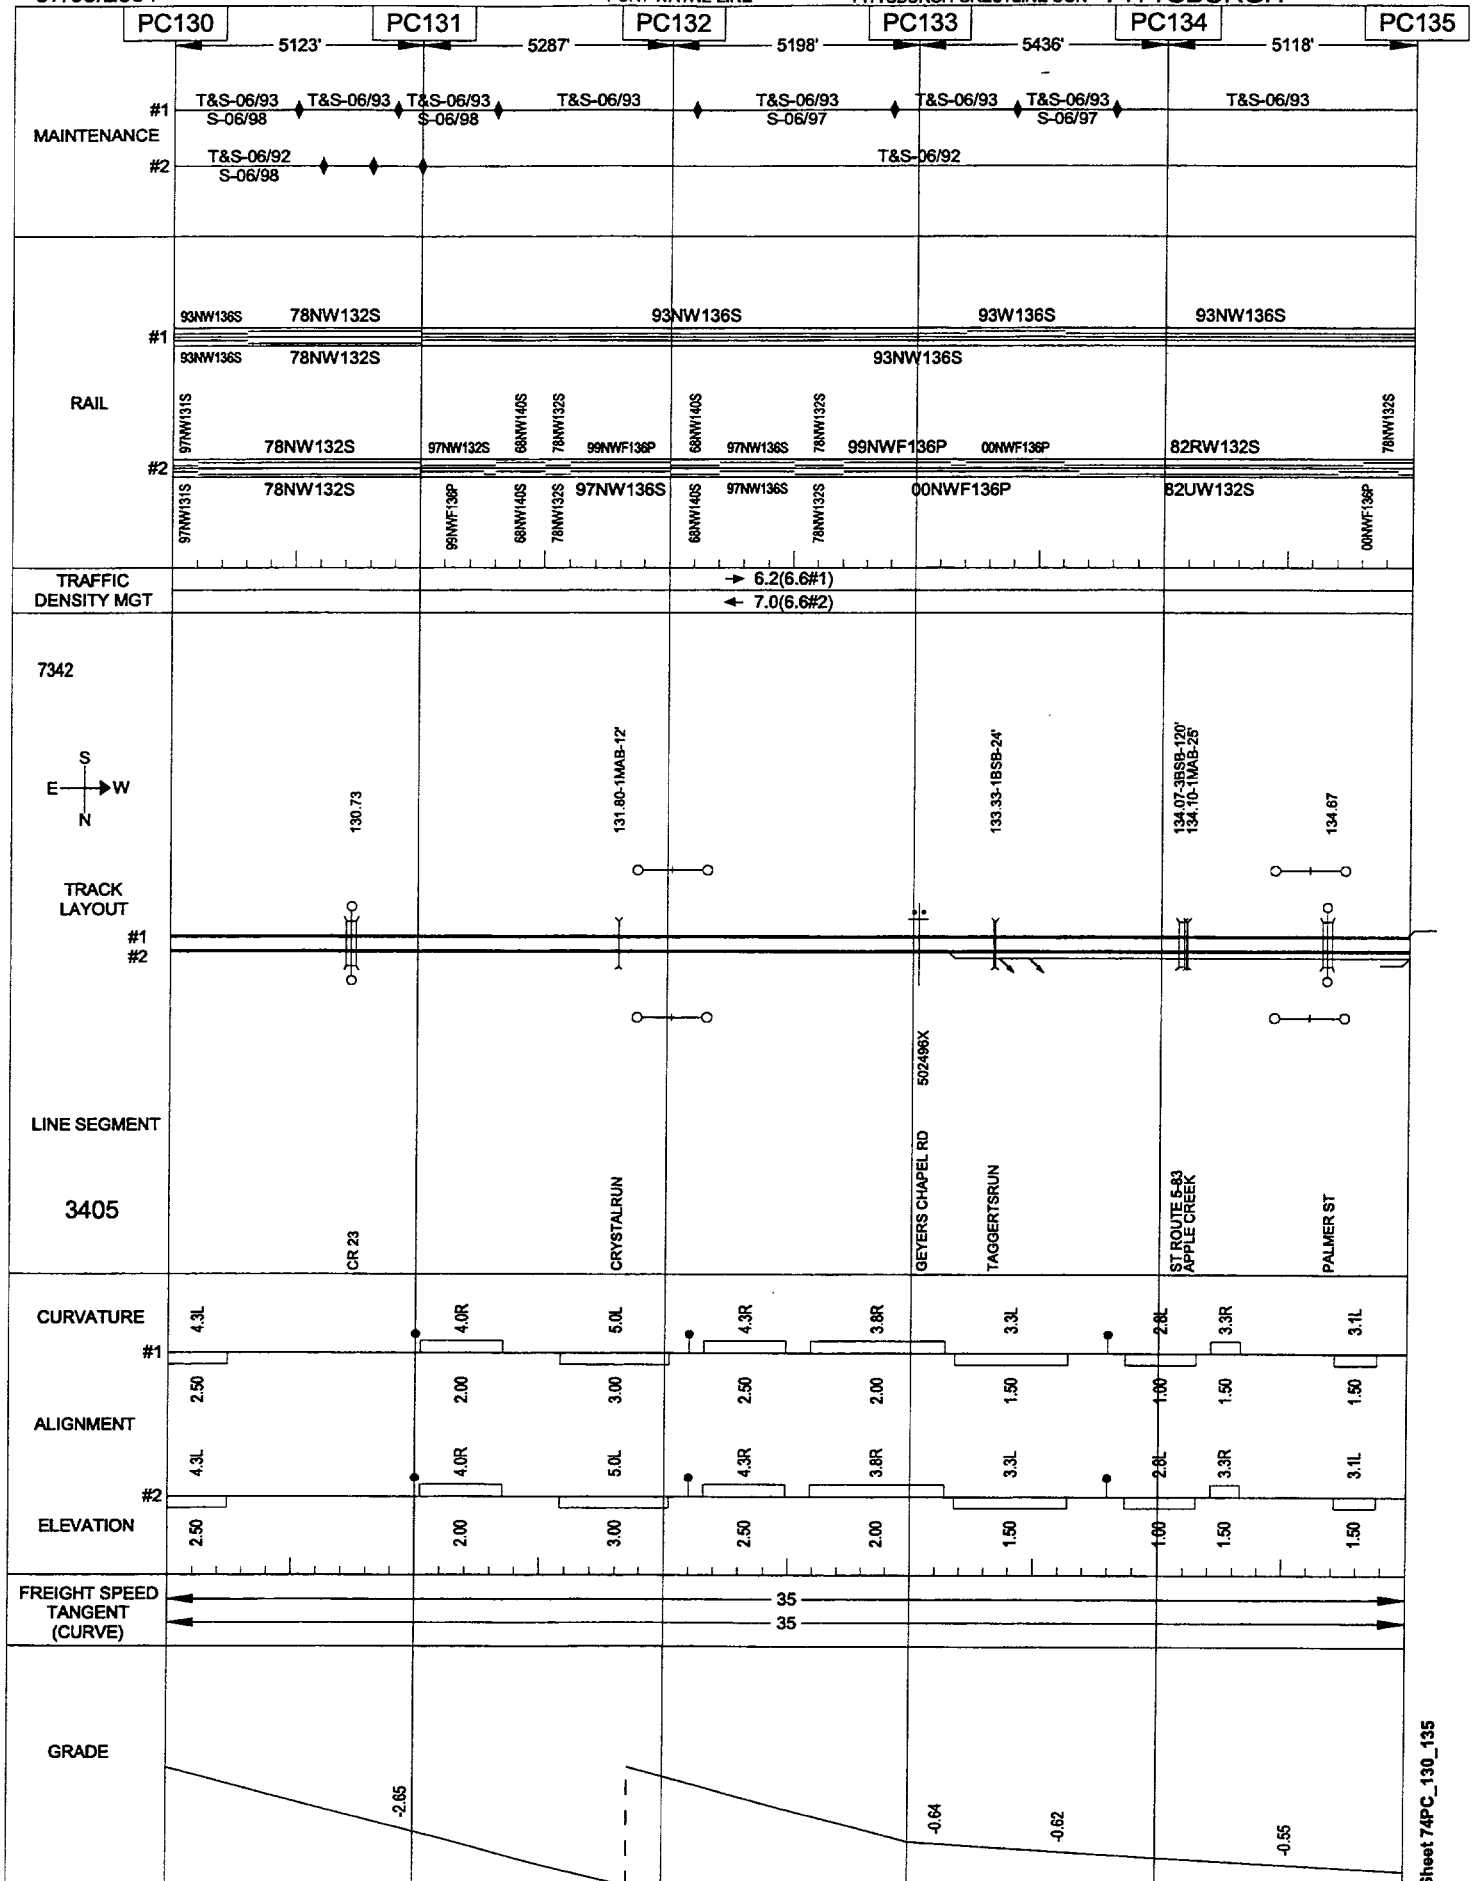 PC130 PC131 PC132 PC133 PC134 PC135
5123' 5287' 5198' 5436' 5118'
MAINTENANCE
#1 T&S-06/93 T&S-06/93 T&S-06/93 T&S-06/93 T&S-06/93 T&S-06/93 T&S-06/93 T&S-06/93
S-06/98 S-06/98 S-06/97 S-06/97
#2 T&S-06/92 T&S-06/92
S-06/98
RAIL
93NW136S 78NW132S 93NW136S 93W136S 93NW136S
#1
93NW136S 78NW132S 93NW136S
97NW131S 78NW132S 97NW132S 68NW140S 78NW132S 99NWF136P 68NW140S 97NW136S 78NW132S 99NWF136P 00NWF136P 82RW132S 78NW132S
#2
97NW131S 78NW132S 99NWF136P 68NW140S 78NW132S 97NW136S 68NW140S 97NW136S 78NW132S 00NWF136P 82UW132S 00NWF136P
TRAFFIC
DENSITY MGT
→ 6.2(6.6#1)
← 7.0(6.6#2)
7342
S
E W
N
130.73
131.80-1MAB-12'
133.33-1BSB-24'
134.07-3BSB-120'
134.10-1MAB-25'
134.67
TRACK
LAYOUT
#1
#2
LINE SEGMENT
3405
CR 23
CRYSTALRUN
GEYERS CHAPEL RD 502496X
TAGGERTSRUN
ST ROUTE 5-83
APPLE CREEK
PALMER ST
CURVATURE
4.3L 4.0R 5.0L 4.3R 3.8R 3.3L 2.8L 3.3R 3.1L
#1
2.50 2.00 3.00 2.50 2.00 1.50 1.00 1.50 1.50
ALIGNMENT
4.3L 4.0R 5.0L 4.3R 3.8R 3.3L 2.8L 3.3R 3.1L
#2
ELEVATION
2.50 2.00 3.00 2.50 2.00 1.50 1.00 1.50 1.50
FREIGHT SPEED
TANGENT
(CURVE)
35
35
GRADE
-2.65 -0.64 -0.62 -0.55
Sheet 74PC_130_135